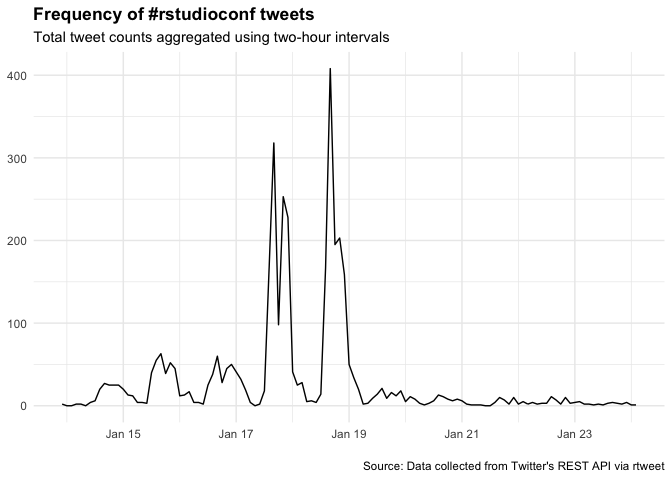 Frequency of #rstudioconf tweets
Total tweet counts aggregated using two-hour intervals
400
300
200
100
0
Jan 15 Jan 17 Jan 19 Jan 21 Jan 23
Source: Data collected from Twitter's REST API via rtweet